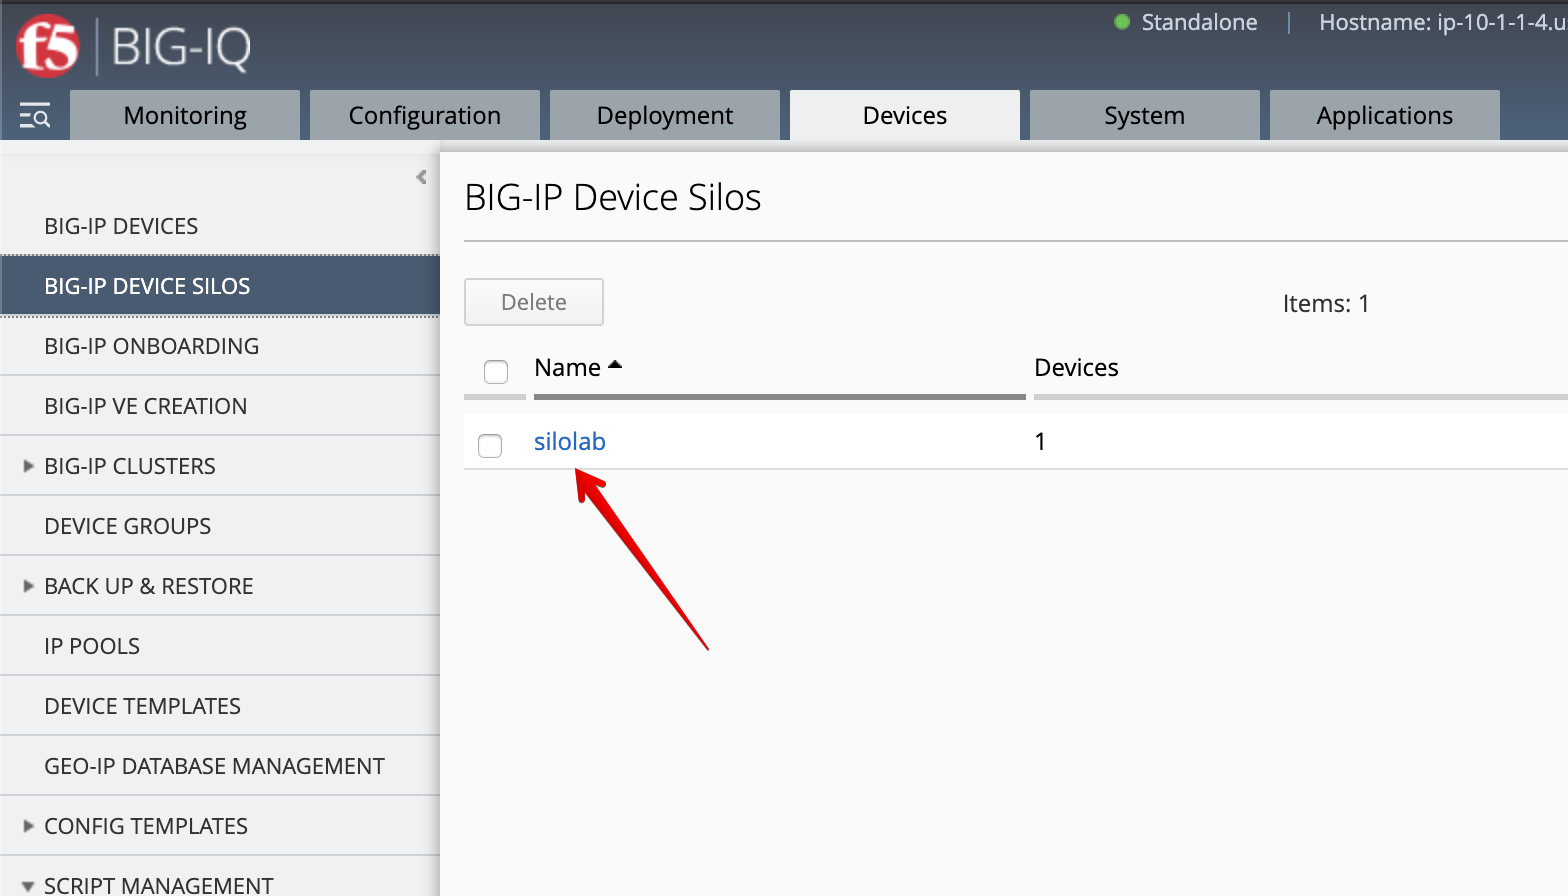 Standalone | Hostname: ip-10-1-1-4.u
f5 BIG-IQ
Monitoring Configuration Deployment Devices System Applications
BIG-IP Device Silos
BIG-IP DEVICES
BIG-IP DEVICE SILOS
BIG-IP ONBOARDING
BIG-IP VE CREATION
BIG-IP CLUSTERS
DEVICE GROUPS
BACK UP & RESTORE
IP POOLS
DEVICE TEMPLATES
GEO-IP DATABASE MANAGEMENT
CONFIG TEMPLATES
SCRIPT MANAGEMENT
Delete Items: 1
Name Devices
silolab 1